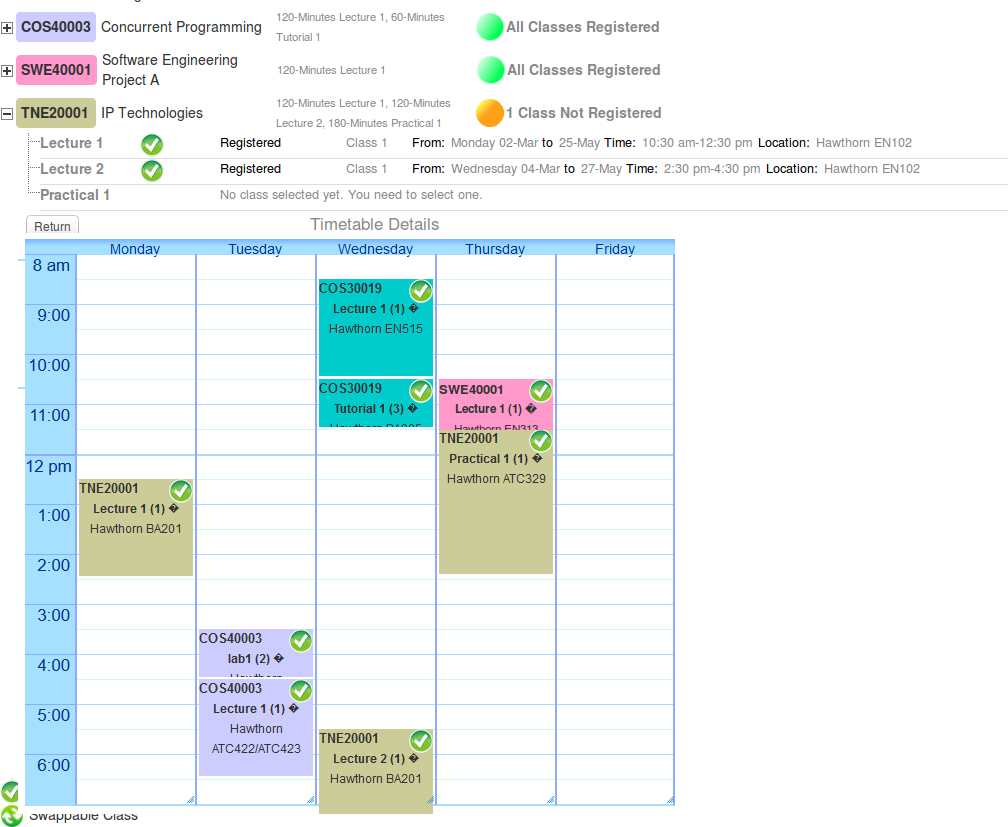 COS40003 Concurrent Programming 120-Minutes Lecture 1, 60-Minutes Tutorial 1 All Classes Registered
SWE40001 Software Engineering Project A 120-Minutes Lecture 1 All Classes Registered
TNE20001 IP Technologies 120-Minutes Lecture 1, 120-Minutes Lecture 2, 180-Minutes Practical 1 1 Class Not Registered
Lecture 1 Registered Class 1 From: Monday 02-Mar to 25-May Time: 10:30 am-12:30 pm Location: Hawthorn EN102
Lecture 2 Registered Class 1 From: Wednesday 04-Mar to 27-May Time: 2:30 pm-4:30 pm Location: Hawthorn EN102
Practical 1 No class selected yet. You need to select one.
Return Timetable Details
Monday Tuesday Wednesday Thursday Friday
8 am
COS30019
Lecture 1 (1) �
Hawthorn EN515
9:00
10:00
COS30019
Tutorial 1 (3) �
SWE40001
Lecture 1 (1) �
Hawthorn EN313
11:00
TNE20001
Practical 1 (1) �
Hawthorn ATC329
12 pm
TNE20001
Lecture 1 (1) �
Hawthorn BA201
1:00
2:00
3:00
COS40003
lab1 (2) �
Hawthorn
4:00
COS40003
Lecture 1 (1) �
Hawthorn
ATC422/ATC423
5:00
TNE20001
Lecture 2 (1) �
Hawthorn BA201
6:00
Swappable Class